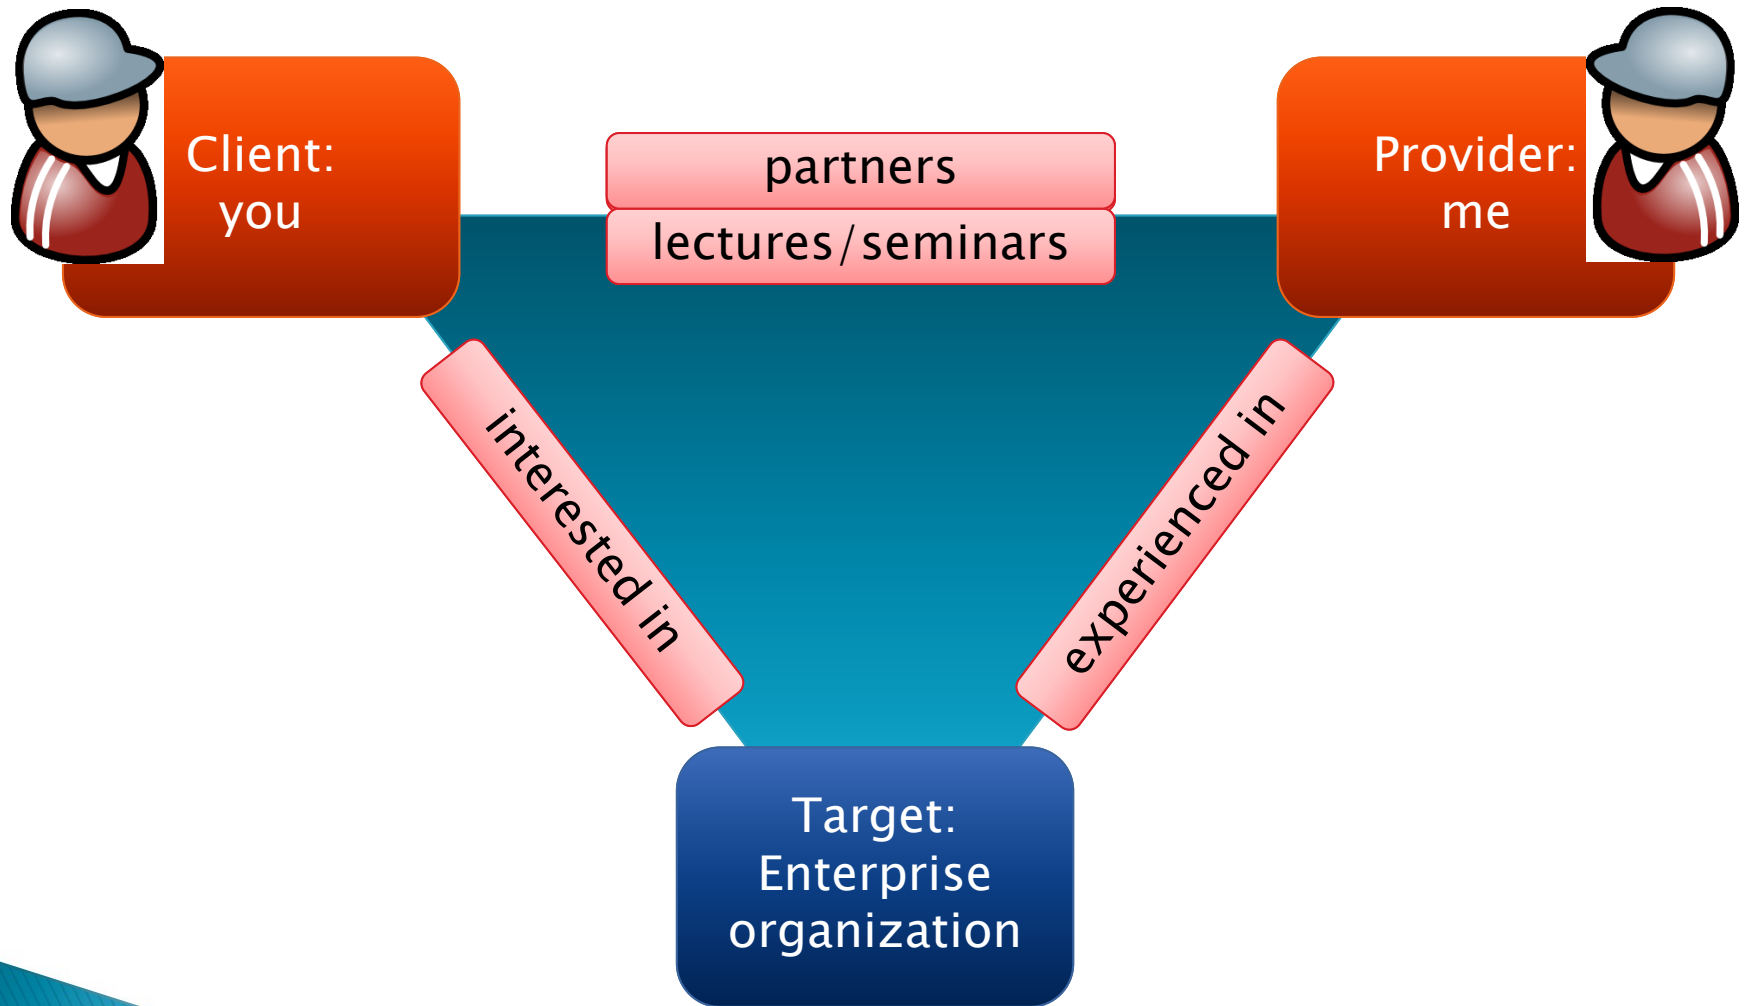 Client:
you
partners
lectures/seminars
Provider:
me
interested in
experienced in
Target:
Enterprise
organization